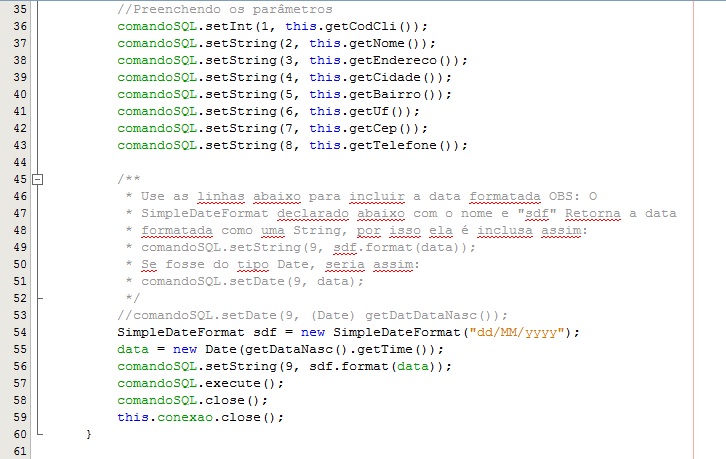 35 //Preenchendo os parâmetros
36 comandoSQL.setInt(1, this.getCodCli());
37 comandoSQL.setString(2, this.getNome());
38 comandoSQL.setString(3, this.getEndereco());
39 comandoSQL.setString(4, this.getCidade());
40 comandoSQL.setString(5, this.getBairro());
41 comandoSQL.setString(6, this.getUf());
42 comandoSQL.setString(7, this.getCep());
43 comandoSQL.setString(8, this.getTelefone());
44
45 /**
46 * Use as linhas abaixo para incluir a data formatada OBS: O
47 * SimpleDateFormat declarado abaixo com o nome e "sdf" Retorna a data
48 * formatada como uma String, por isso ela é inclusa assim:
49 * comandoSQL.setString(9, sdf.format(data));
50 * Se fosse do tipo Date, seria assim:
51 * comandoSQL.setDate(9, data);
52 */
53 //comandoSQL.setDate(9, (Date) getDatDataNasc());
54 SimpleDateFormat sdf = new SimpleDateFormat("dd/MM/yyyy");
55 data = new Date(getDataNasc().getTime());
56 comandoSQL.setString(9, sdf.format(data));
57 comandoSQL.execute();
58 comandoSQL.close();
59 this.conexao.close();
60 }
61